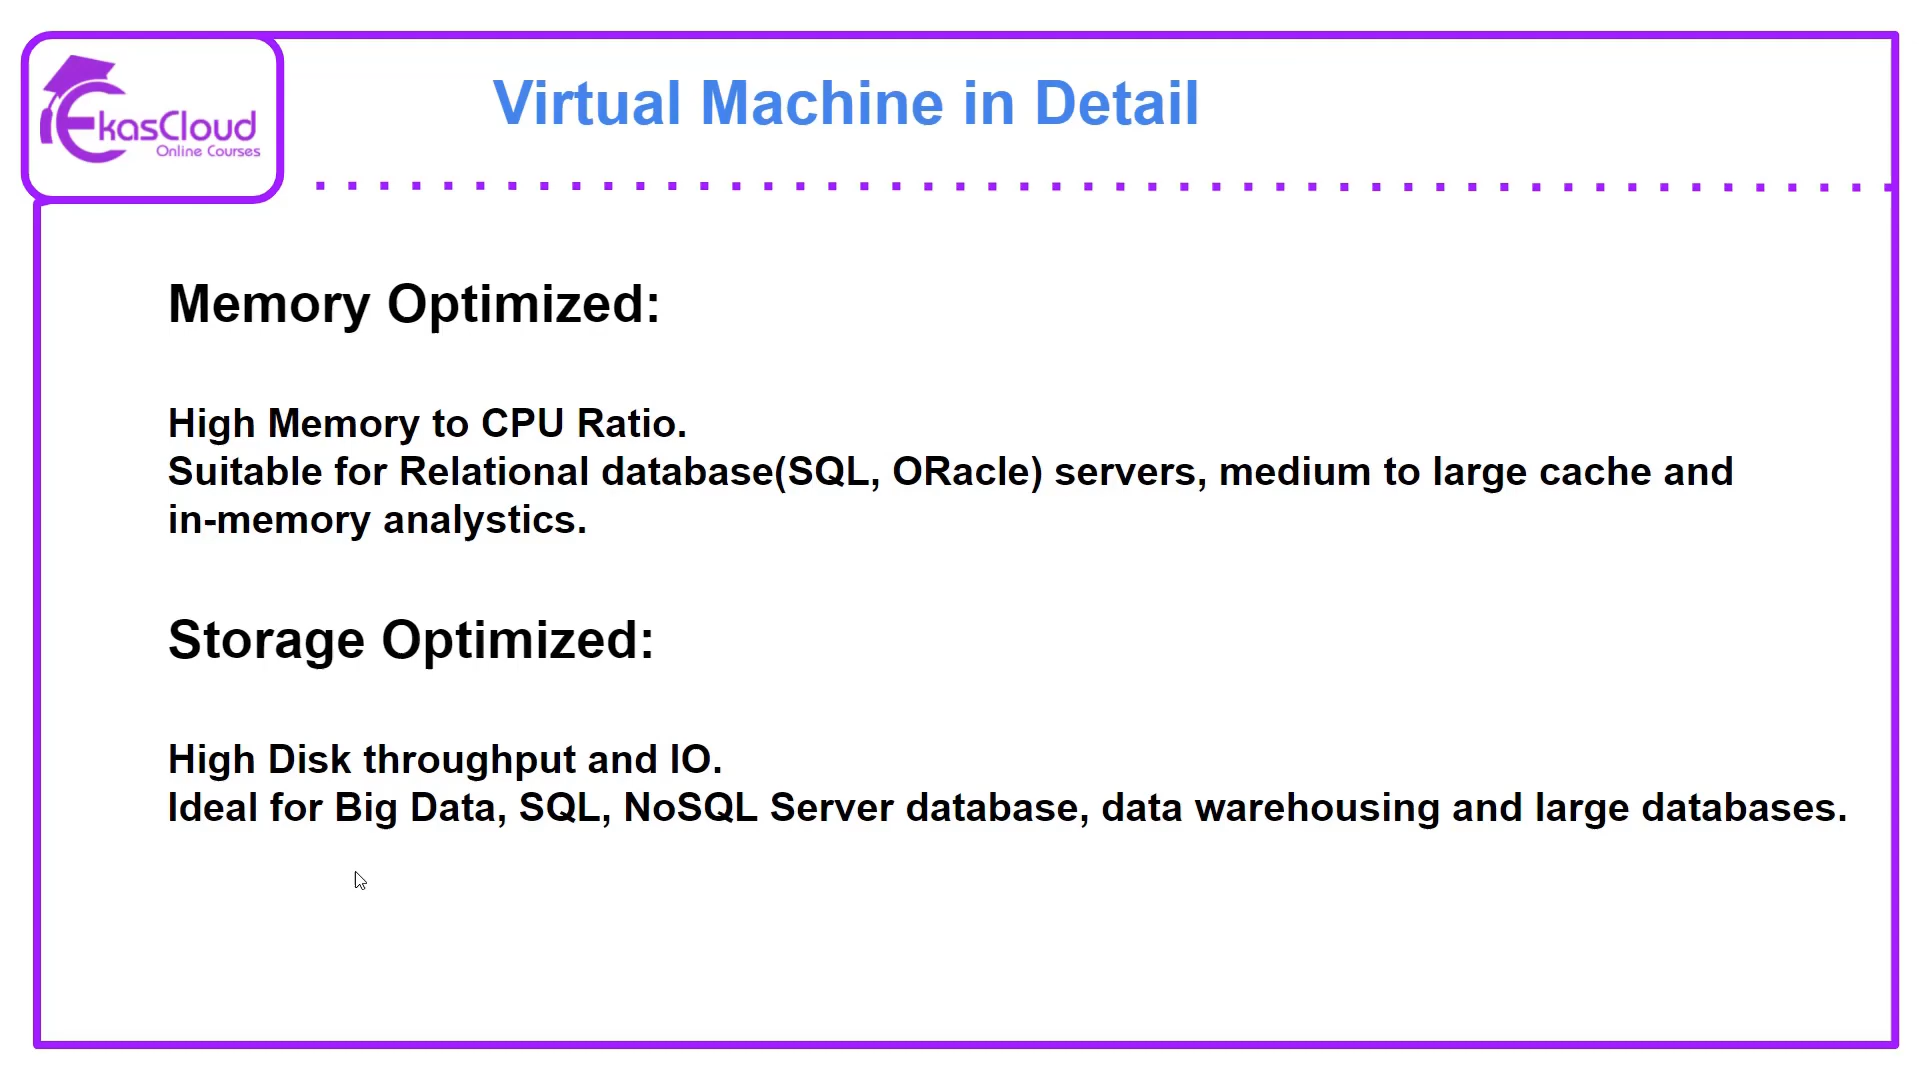 EkasCloud
Online Courses
Virtual Machine in Detail
Memory Optimized:
High Memory to CPU Ratio.
Suitable for Relational database(SQL, ORacle) servers, medium to large cache and
in-memory analystics.
Storage Optimized:
High Disk throughput and IO.
Ideal for Big Data, SQL, NoSQL Server database, data warehousing and large databases.